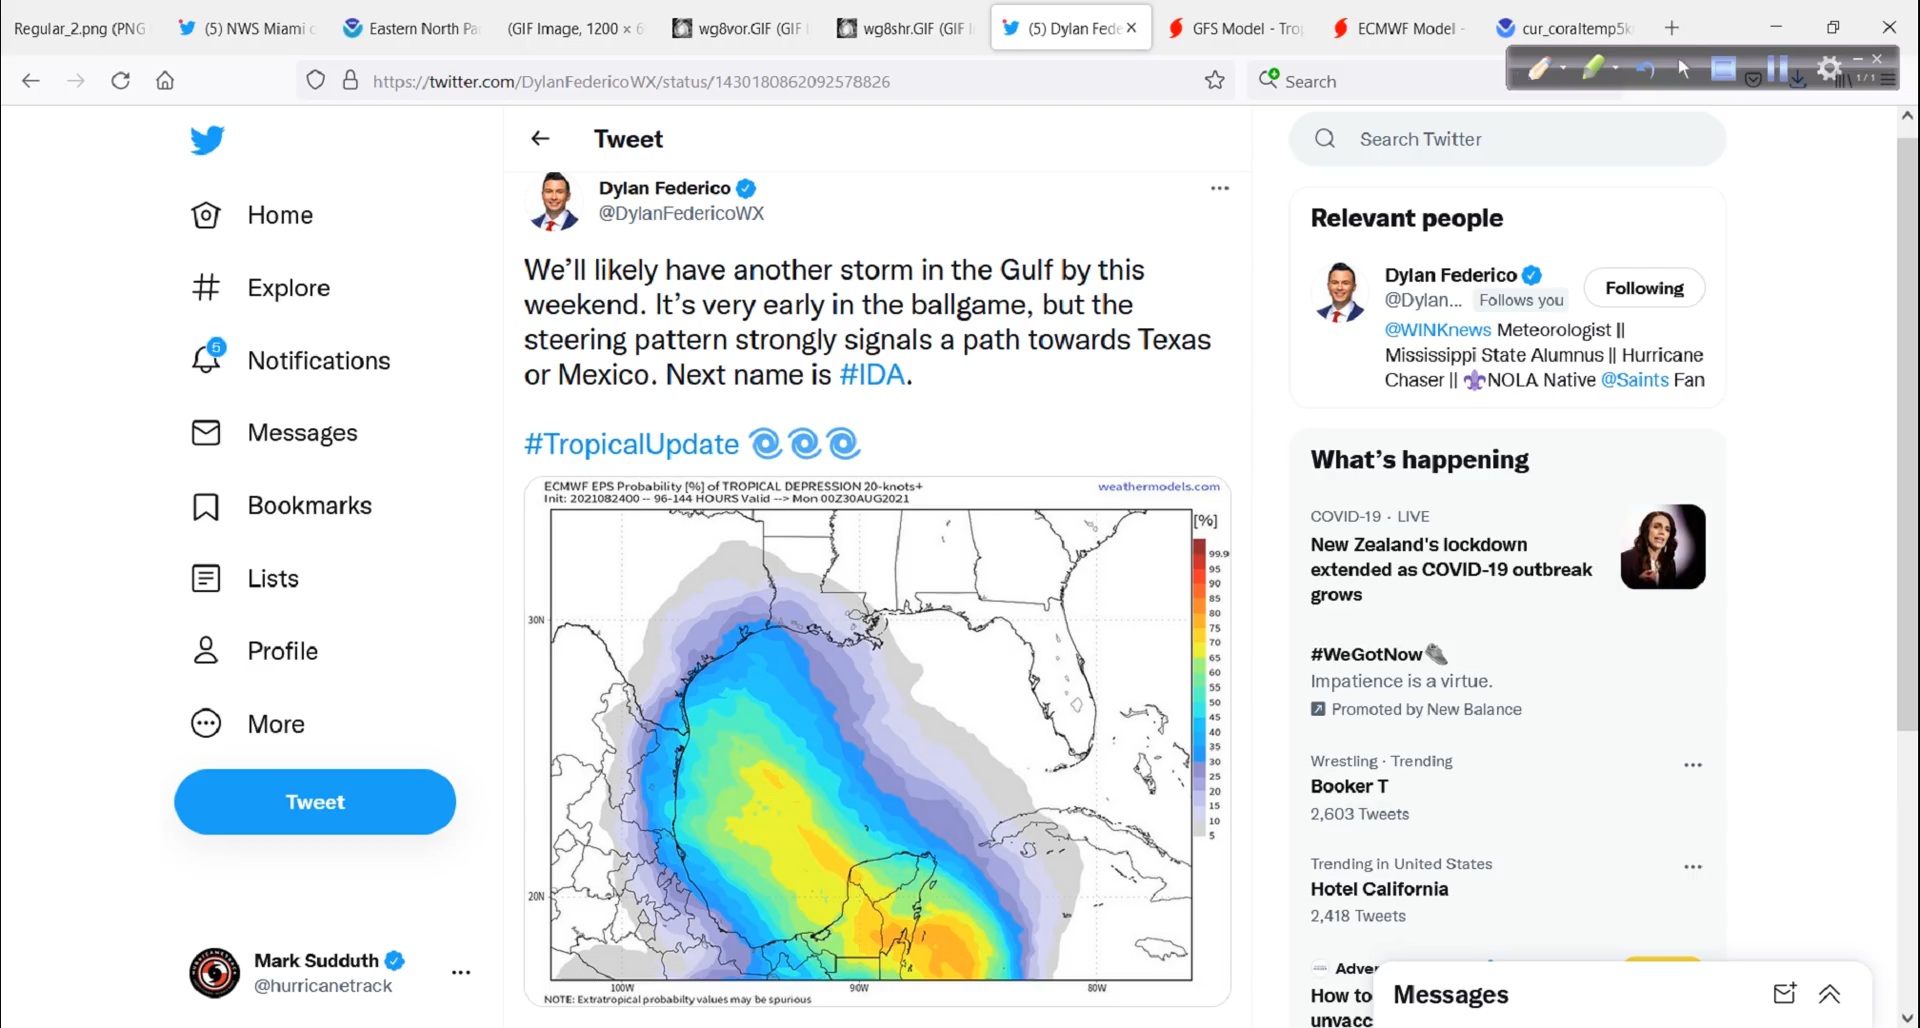 Regular_2.png (PNG
(5) NWS Miami
Eastern North Pa
(GIF Image, 1200 × 6
wg8vor.GIF (GIF I
wg8shr.GIF (GIF I
(5) Dylan Fede
GFS Model - Trop
ECMWF Model -
cur_coraltemp5k
https://twitter.com/DylanFedericoWX/status/1430180862092578826
Search
1/1
Home
Explore
5
Notifications
Messages
Bookmarks
Lists
Profile
More
Tweet
Mark Sudduth
@hurricanetrack
Tweet
Dylan Federico
@DylanFedericoWX
We'll likely have another storm in the Gulf by this
weekend. It's very early in the ballgame, but the
steering pattern strongly signals a path towards Texas
or Mexico. Next name is #IDA.
#TropicalUpdate 🌀🌀🌀
ECMWF EPS Probability [%] of TROPICAL DEPRESSION 20-knots+
Init: 2021082400 -- 96-144 HOURS Valid --> Mon 00Z30AUG2021
weathermodels.com
[%]
99.9
95
90
85
80
75
70
65
60
55
50
45
40
35
30
25
20
15
10
5
30N
20N
100W
90W
80W
NOTE: Extratropical probabilty values may be spurious
Search Twitter
Relevant people
Dylan Federico
@Dylan... Follows you
Following
@WINKnews Meteorologist ||
Mississippi State Alumnus || Hurricane
Chaser || ⚜NOLA Native @Saints Fan
What's happening
COVID-19 · LIVE
New Zealand's lockdown
extended as COVID-19 outbreak
grows
#WeGotNow
Impatience is a virtue.
Promoted by New Balance
Wrestling · Trending
Booker T
2,603 Tweets
Trending in United States
Hotel California
2,418 Tweets
Adve
How to
unvacc
Messages